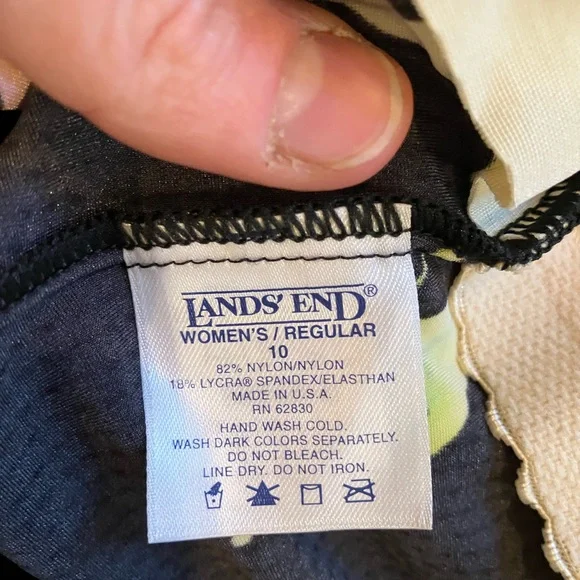 LANDS' END®
WOMEN'S / REGULAR
10
82% NYLON/NYLON
18% LYCRA® SPANDEX/ELASTHAN
MADE IN U.S.A.
RN 62830
HAND WASH COLD.
WASH DARK COLORS SEPARATELY.
DO NOT BLEACH.
LINE DRY. DO NOT IRON.